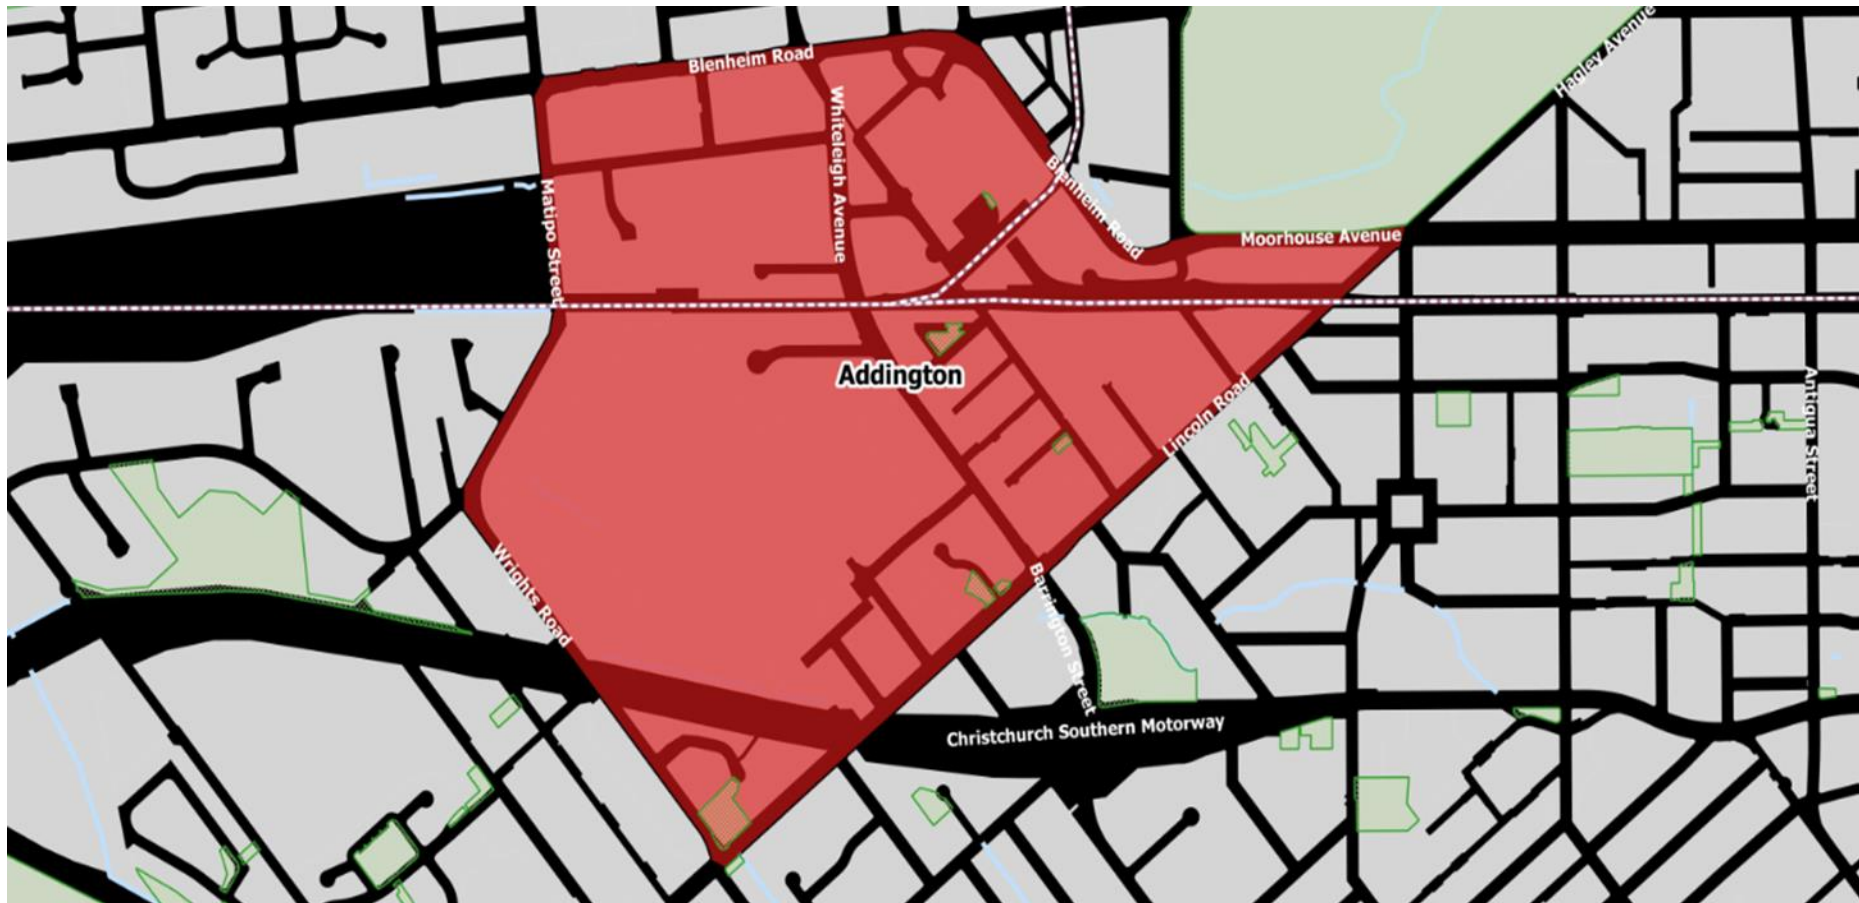 Hagley Avenue
Blenheim Road
Whiteleigh Avenue
Matipo Street
Blenheim Road
Moorhouse Avenue
Addington
Lincoln Road
Antigua Street
Wrights Road
Barrington Street
Christchurch Southern Motorway